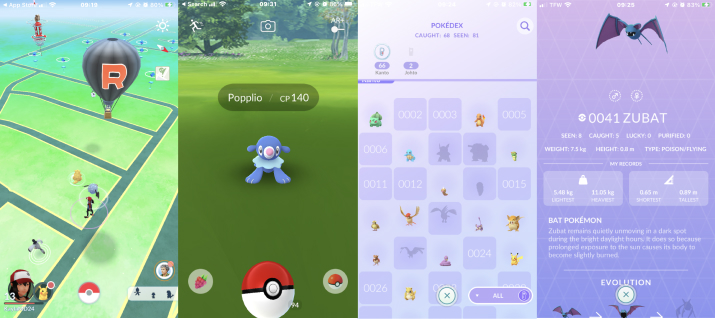 App Store
09:15
R
Search
09:31
AR+
Popplio / CP140
/94
POKÉDEX
CAUGHT: 68 SEEN: 81
66
2
Kanto
Johto
0002
0003
0005
0006
0011
0012
0015
0024
0026
ALL
TFW
09:25
0041 ZUBAT
SEEN: 8 CAUGHT: 5 LUCKY: 0 PURIFIED: 0
WEIGHT: 7.5 kg HEIGHT: 0.8 m TYPE: POISON/FLYING
MY RECORDS
5.48 kg
LIGHTEST
11.05 kg
HEAVIEST
0.65 m
SHORTEST
0.89 m
TALLEST
BAT POKÉMON
Zubat remains quietly unmoving in a dark spot
during the bright daylight hours. It does so because
prolonged exposure to the sun causes its body to
become slightly burned.
EVOLUTION